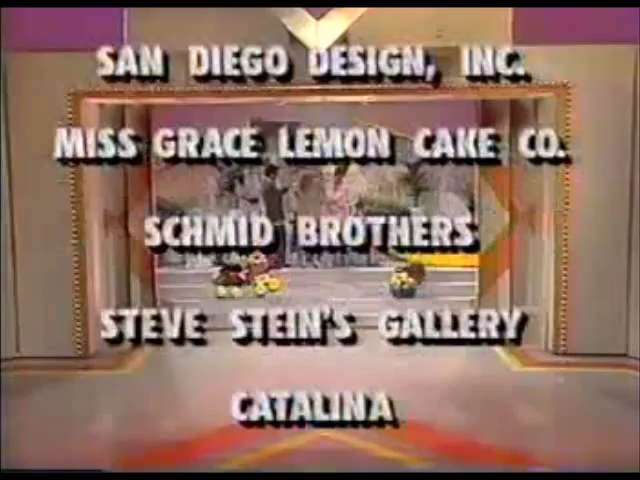 SAN DIEGO DESIGN, INC.
MISS GRACE LEMON CAKE CO.
SCHMID BROTHERS
STEVE STEIN'S GALLERY
CATALINA